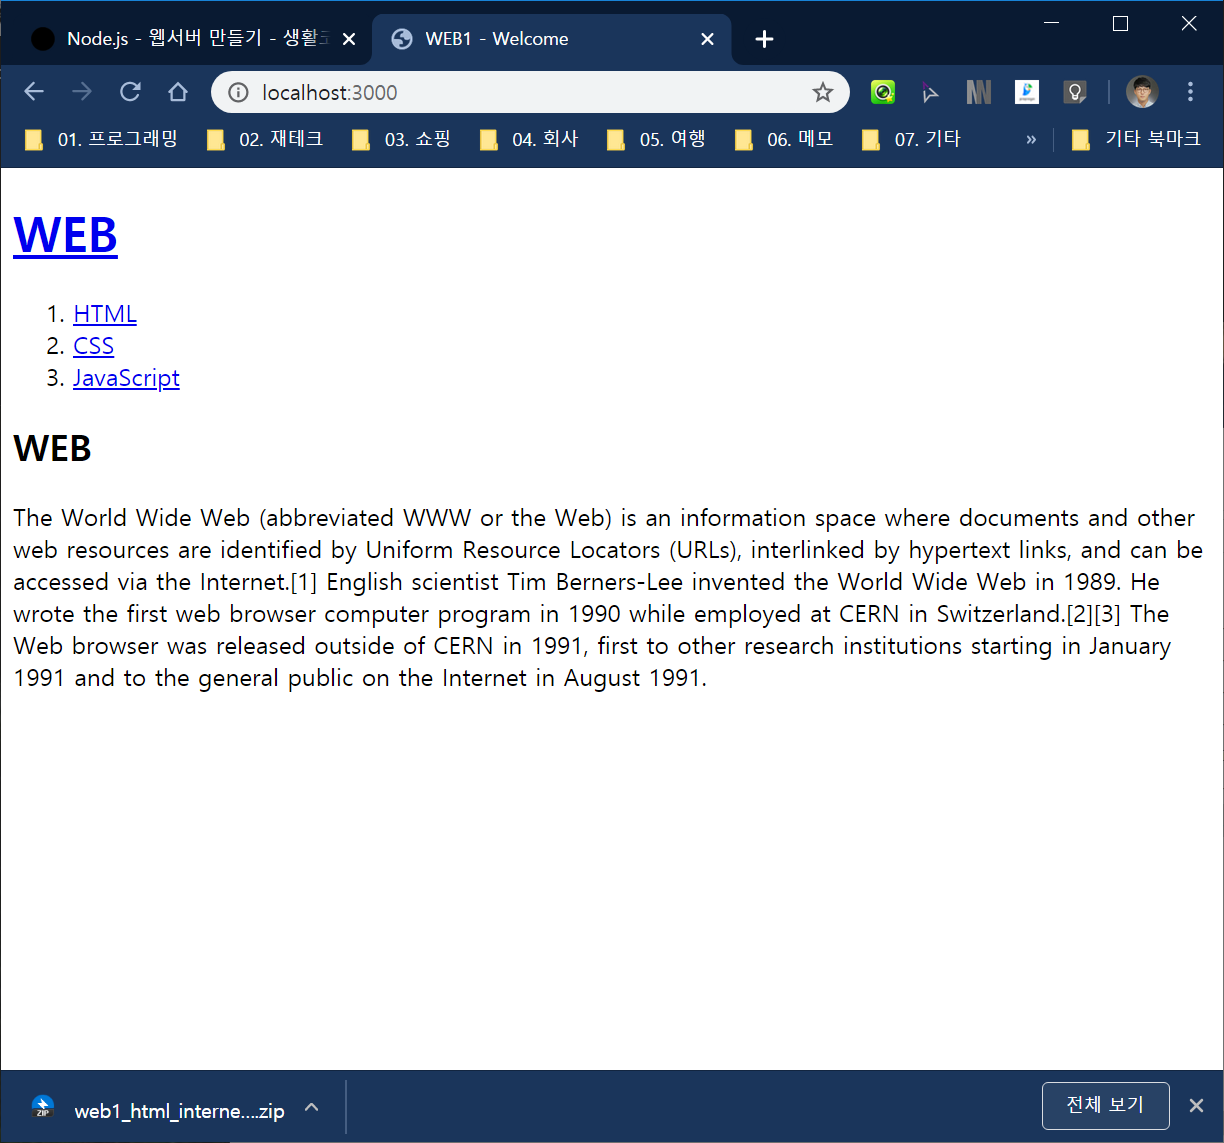 Node.js - 웹서버 만들기 - 생활코
WEB1 - Welcome
localhost:3000
01. 프로그래밍
02. 재테크
03. 쇼핑
04. 회사
05. 여행
06. 메모
07. 기타
»
기타 북마크
WEB
1. HTML
2. CSS
3. JavaScript
WEB
The World Wide Web (abbreviated WWW or the Web) is an information space where documents and other
web resources are identified by Uniform Resource Locators (URLs), interlinked by hypertext links, and can be
accessed via the Internet.[1] English scientist Tim Berners-Lee invented the World Wide Web in 1989. He
wrote the first web browser computer program in 1990 while employed at CERN in Switzerland.[2][3] The
Web browser was released outside of CERN in 1991, first to other research institutions starting in January
1991 and to the general public on the Internet in August 1991.
ZIP
web1_html_interne....zip
전체 보기